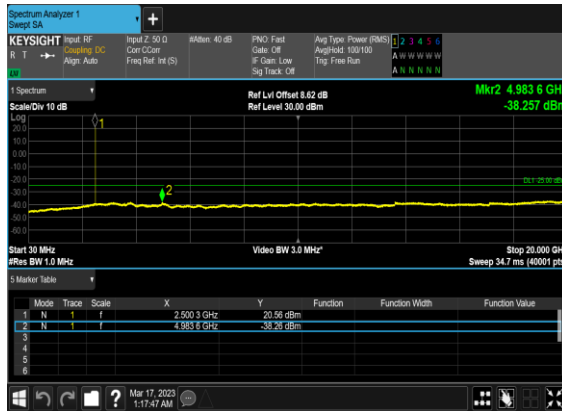 Spectrum Analyzer 1
Swept SA
+
KEYSIGHT Input: RF Input Z: 50 Ω #Atten: 40 dB PNO: Fast Avg Type: Power (RMS) 1 2 3 4 5 6
R T Coupling: DC Corr CCorr Gate: Off Avg|Hold: 100/100 A W W W W W
Align: Auto Freq Ref: Int (S) IF Gain: Low Trig: Free Run
LW Sig Track: Off A N N N N N
1 Spectrum Ref Lvl Offset 8.62 dB Mkr2 4.983 6 GH
Scale/Div 10 dB Ref Level 30.00 dBm -38.257 dBr
Log
20.0
10.0
0.00
-10.0
-20.0
-30.0
-40.0
-50.0
-60.0
1
2
DL1 -25.00 dB
Start 30 MHz Video BW 3.0 MHz* Stop 20.000 GH
#Res BW 1.0 MHz Sweep 34.7 ms (40001 pts
5 Marker Table
Mode Trace Scale X Y Function Function Width Function Value
1 N 1 f 2.500 3 GHz 20.56 dBm
2 N 1 f 4.983 6 GHz -38.26 dBm
3
4
5
6
? Mar 17, 2023
1:17:47 AM